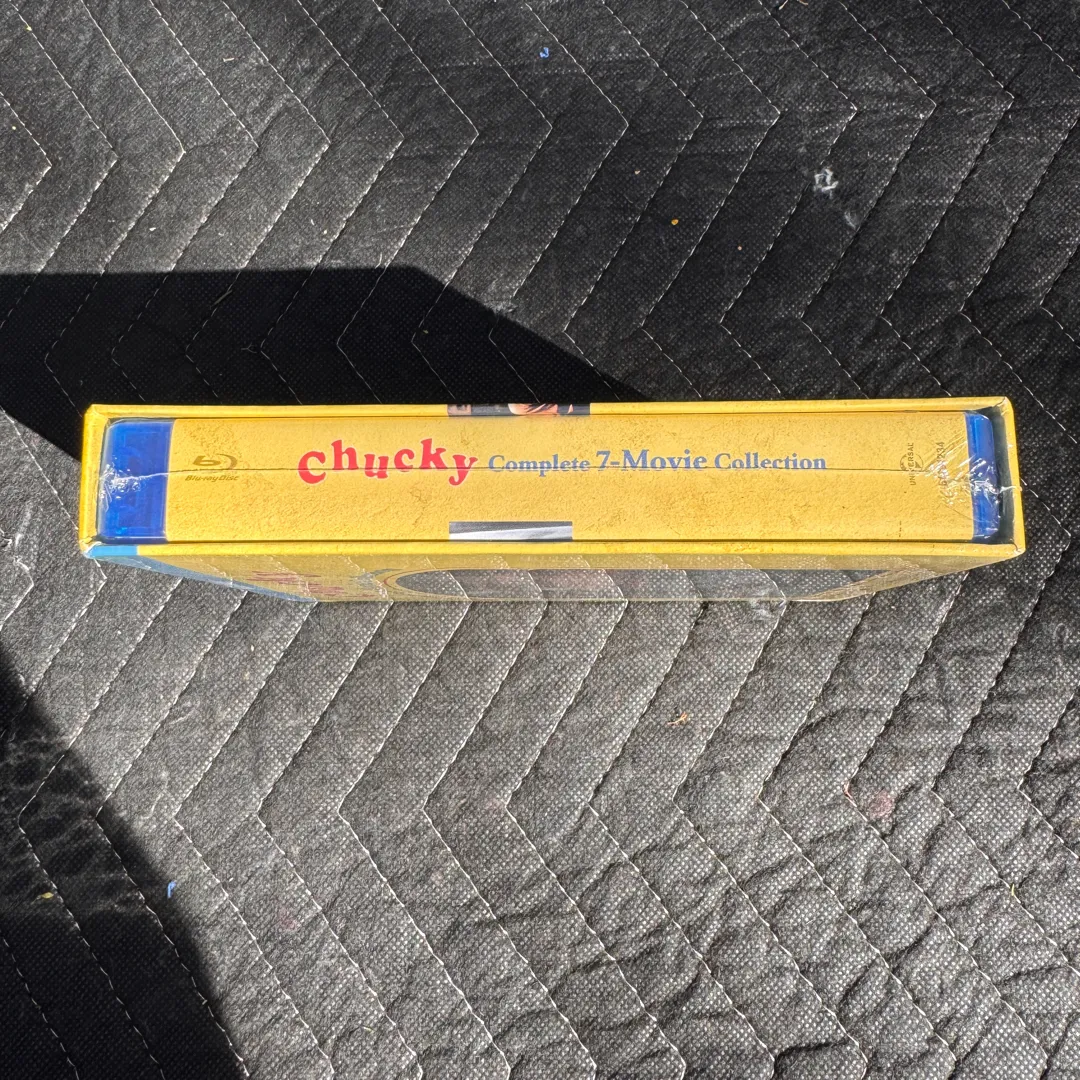 Blu-ray Disc
Chucky Complete 7-Movie Collection
UNIVERSAL